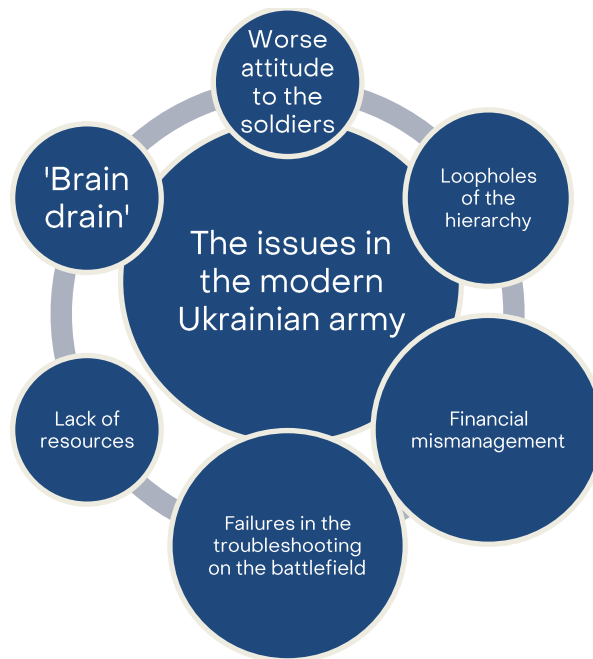 Worse
attitude
to the
soldiers
'Brain
drain'
Loopholes
of the
hierarchy
The issues in
the modern
Ukrainian army
Lack of
resources
Financial
mismanagement
Failures in the
troubleshooting
on the battlefield